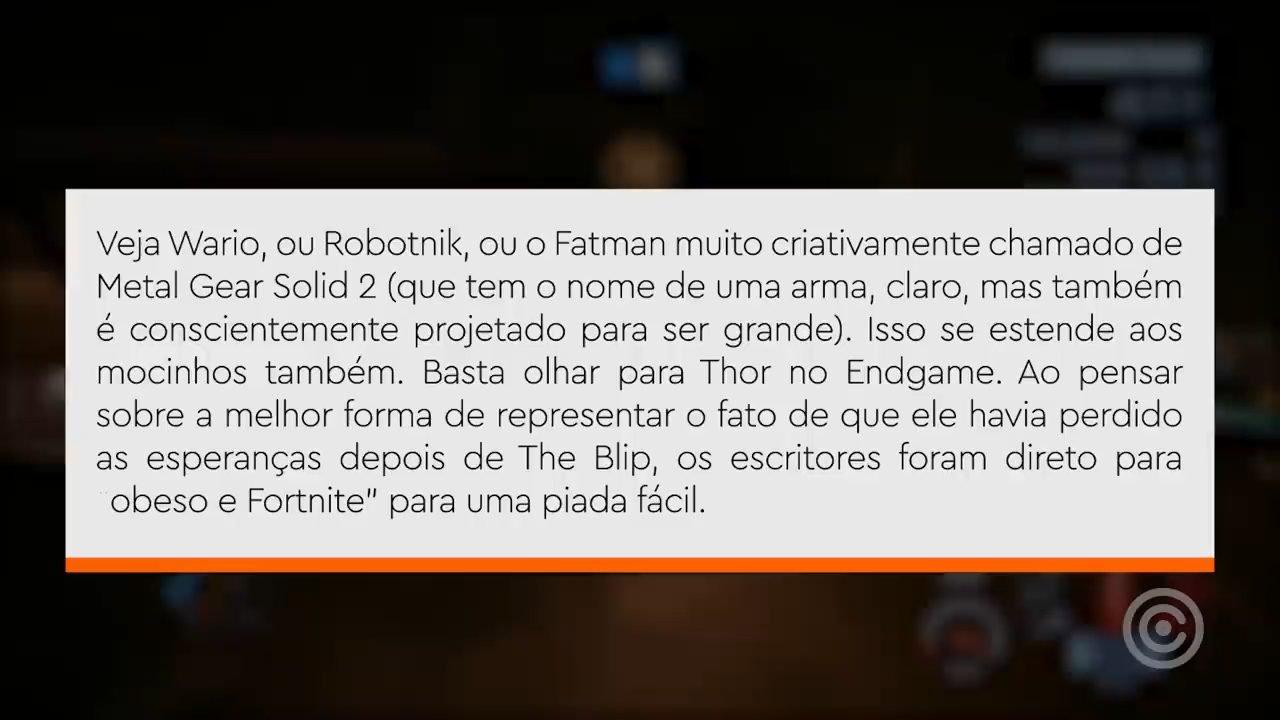 Veja Wario, ou Robotnik, ou o Fatman muito criativamente chamado de
Metal Gear Solid 2 (que tem o nome de uma arma, claro, mas também
é conscientemente projetado para ser grande). Isso se estende aos
mocinhos também. Basta olhar para Thor no Endgame. Ao pensar
sobre a melhor forma de representar o fato de que ele havia perdido
as esperanças depois de The Blip, os escritores foram direto para
¨obeso e Fortnite” para uma piada fácil.